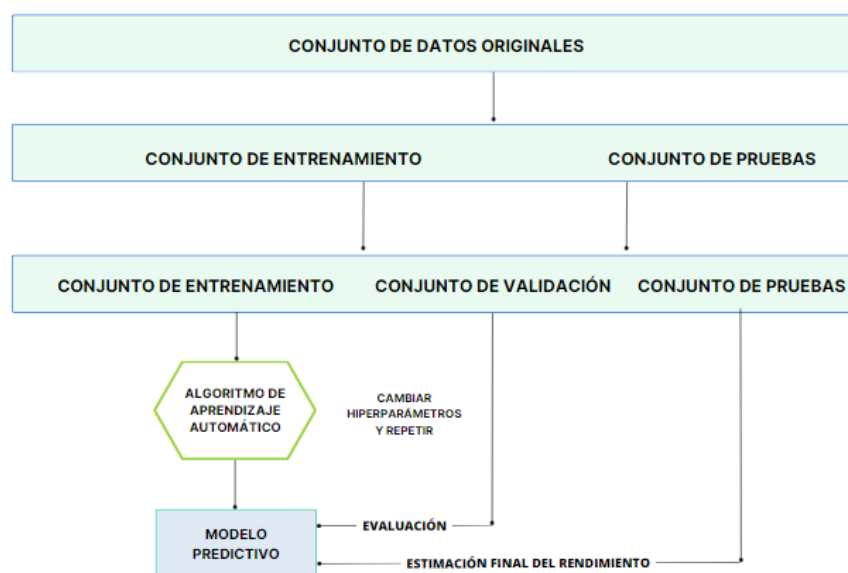 CONJUNTO DE DATOS ORIGINALES
CONJUNTO DE ENTRENAMIENTO
CONJUNTO DE PRUEBAS
CONJUNTO DE ENTRENAMIENTO
CONJUNTO DE VALIDACIÓN
CONJUNTO DE PRUEBAS
ALGORITMO DE
APRENDIZAJE
AUTOMÁTICO
CAMBIAR
HIPERPARÁMETROS
Y REPETIR
MODELO
PREDICTIVO
EVALUACIÓN
ESTIMACIÓN FINAL DEL RENDIMIENTO